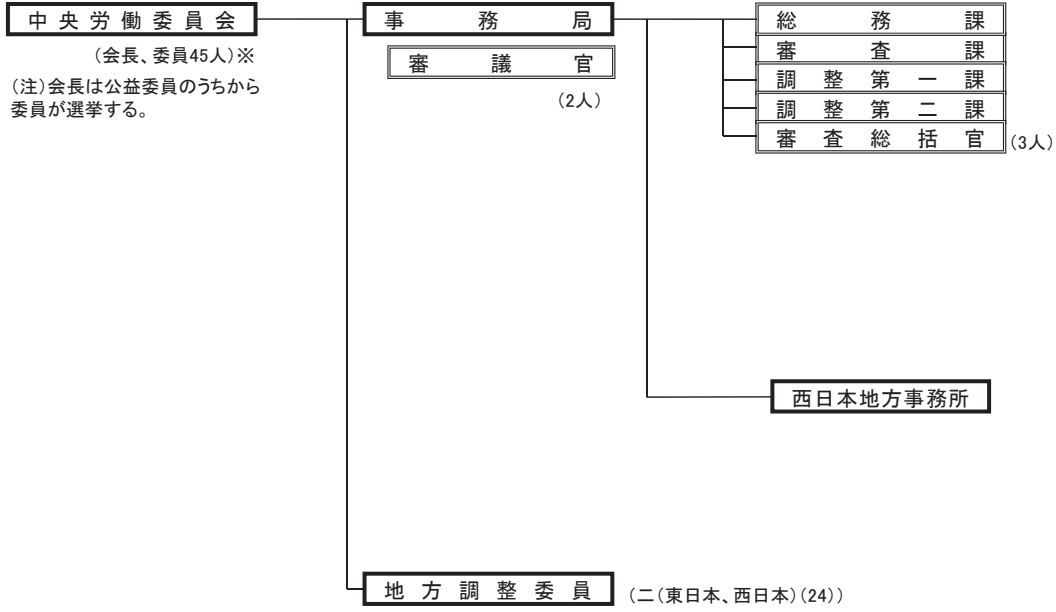 中央労働委員会
(会長、委員45人)※
(注)会長は公益委員のうちから
委員が選挙する。
事務局
審議官
(2人)
総務課
審査課
調整第一課
調整第二課
審査総括官
(3人)
西日本地方事務所
地方調整委員
(二(東日本、西日本)(24))